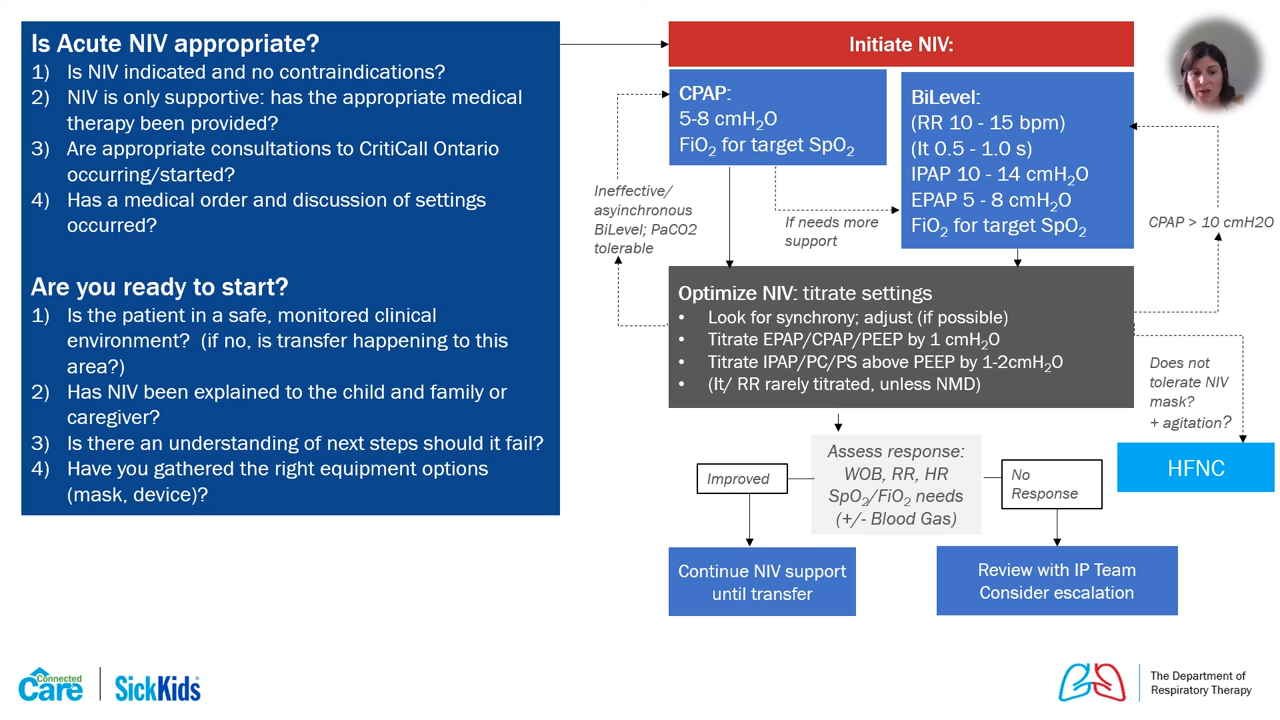 Is Acute NIV appropriate?
1) Is NIV indicated and no contraindications?
2) NIV is only supportive: has the appropriate medical
therapy been provided?
3) Are appropriate consultations to CritiCall Ontario
occurring/started?
4) Has a medical order and discussion of settings
occurred?
Are you ready to start?
1) Is the patient in a safe, monitored clinical
environment? (if no, is transfer happening to this
area?)
2) Has NIV been explained to the child and family or
caregiver?
3) Is there an understanding of next steps should it fail?
4) Have you gathered the right equipment options
(mask, device)?
Initiate NIV:
CPAP:
5-8 cmH₂O
FiO₂ for target SpO₂
BiLevel:
(RR 10 - 15 bpm)
(It 0.5 - 1.0 s)
IPAP 10 - 14 cmH₂O
EPAP 5 - 8 cmH₂O
FiO₂ for target SpO₂
Ineffective/
asyinchronous
BiLevel; PaCO2
tolerable
If needs more
support
CPAP > 10 cmH2O
Optimize NIV: titrate settings
• Look for synchrony; adjust (if possible)
• Titrate EPAP/CPAP/PEEP by 1 cmH₂O
• Titrate IPAP/PC/PS above PEEP by 1-2cmH₂O
• (It/ RR rarely titrated, unless NMD)
Does not
tolerate NIV
mask?
+ agitation?
HFNC
Assess response:
WOB, RR, HR
SpO₂/FiO₂ needs
(+/- Blood Gas)
Improved
No
Response
Continue NIV support
until transfer
Review with IP Team
Consider escalation
Connected
Care
SickKids
The Department of
Respiratory Therapy